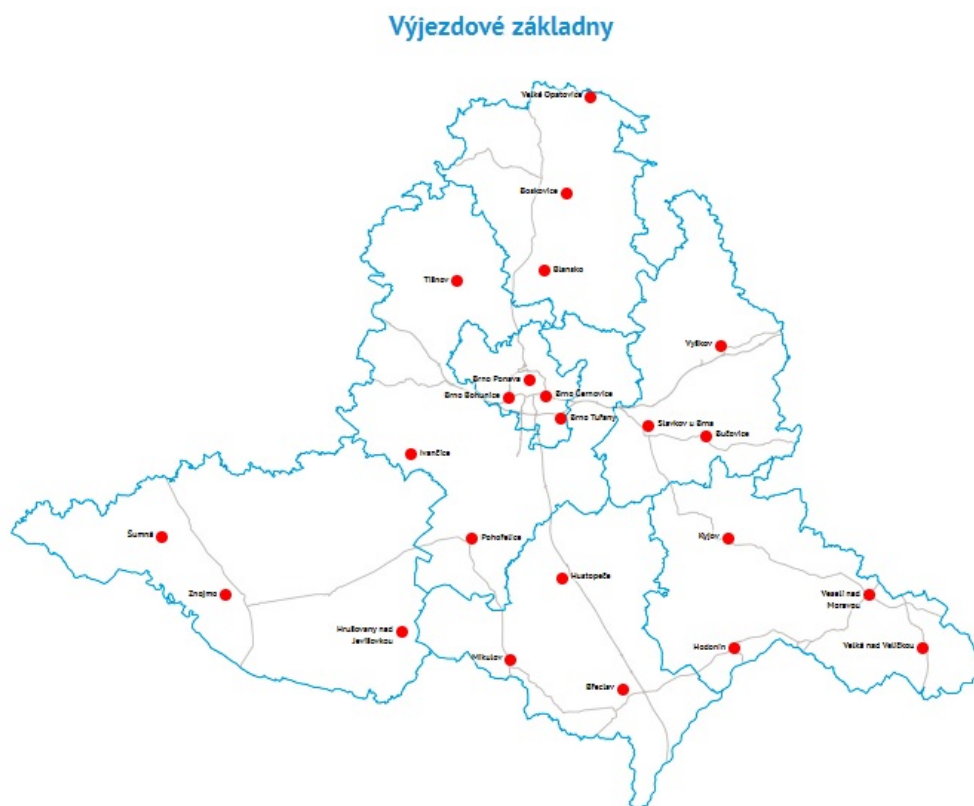 Výjezdové základny
Velké Opatovice
Boskovice
Blansko
Tišnov
Vyškov
Brno Ponava
Brno Bohunice
Brno Černovice
Brno Tuřany
Slavkov u Brna
Bučovice
Ivančice
Šumná
Pohořelice
Kyjov
Hustopeče
Znojmo
Veselí nad
Moravou
Hrušovany nad
Jevišovkou
Hodonín
Velká nad Veličkou
Mikulov
Břeclav